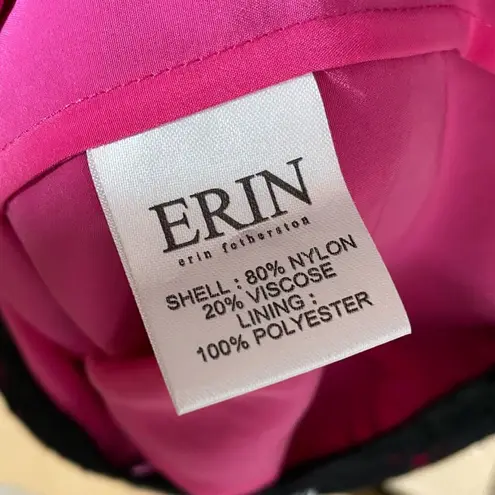 ERIN
erin fetherston
SHELL : 80% NYLON
20% VISCOSE
LINING :
100% POLYESTER